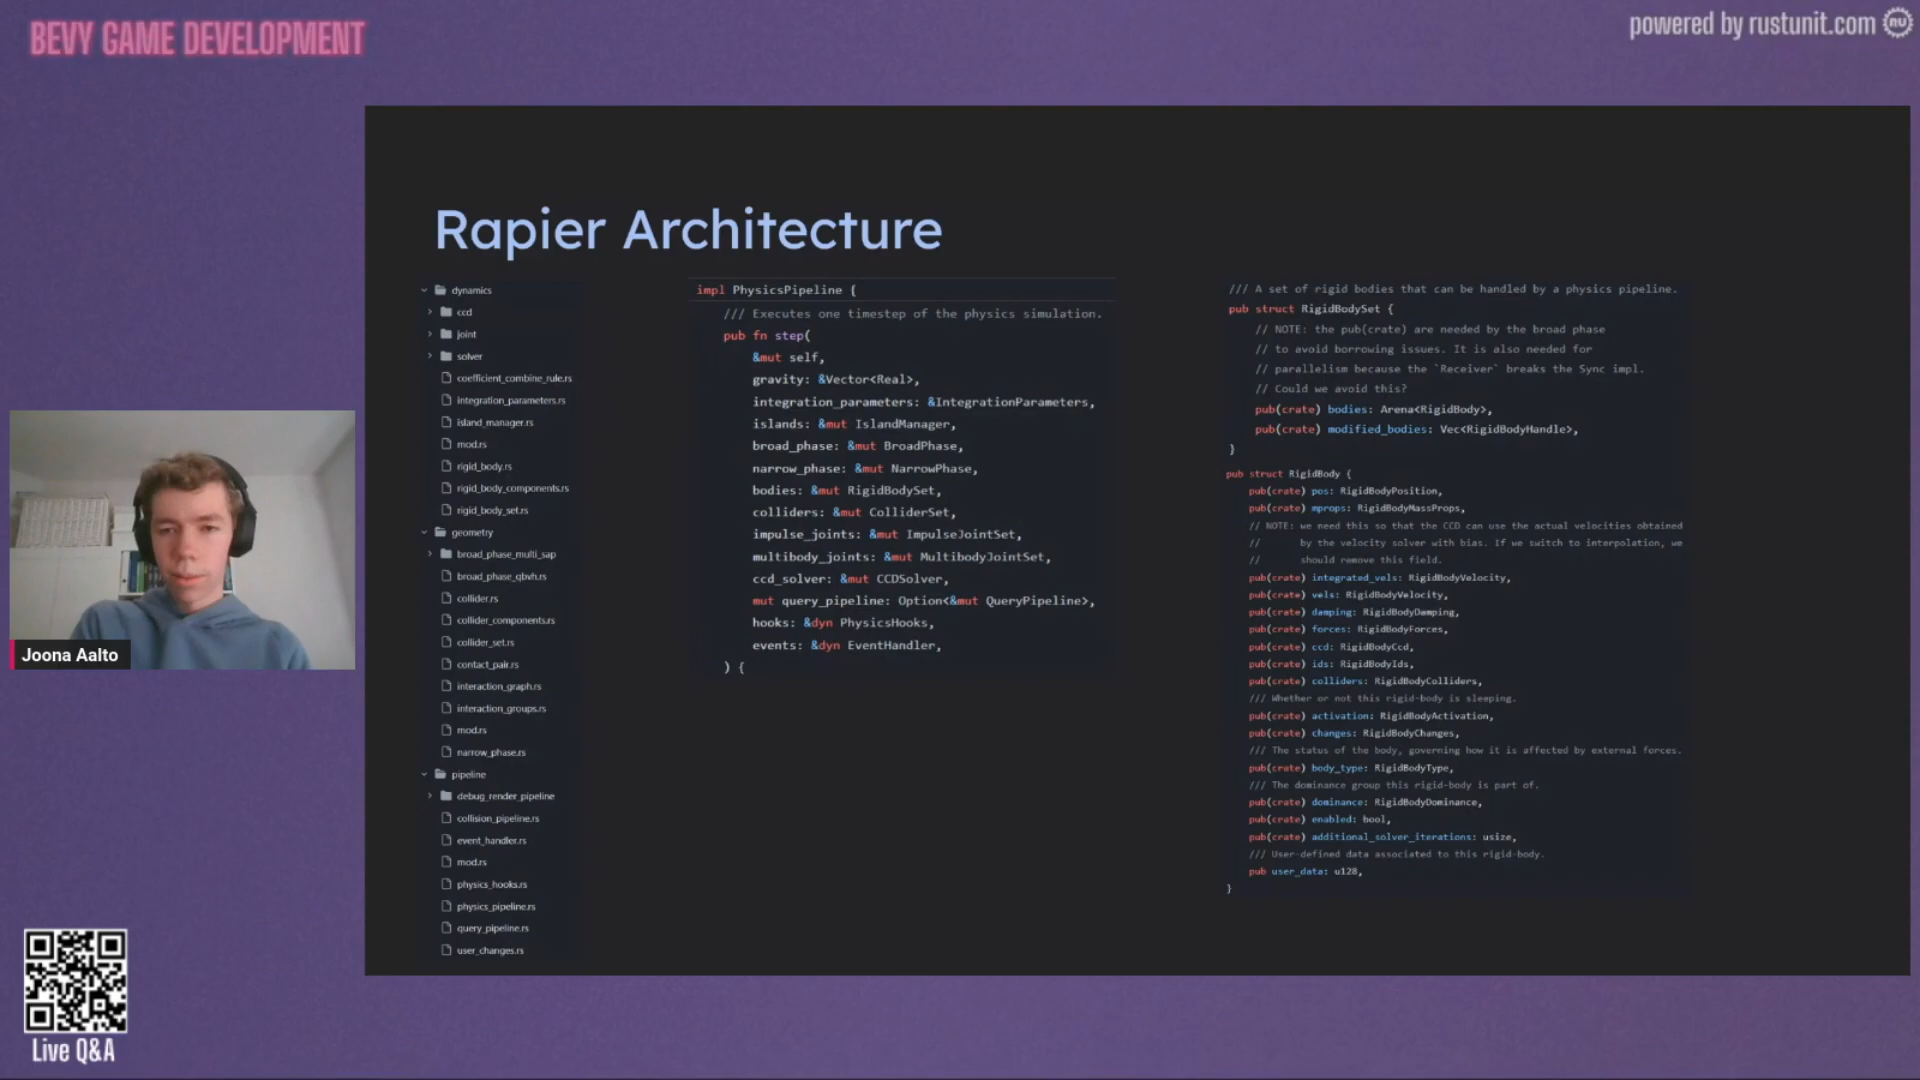 BEVY GAME DEVELOPMENT
powered by rustunit.com
Rapier Architecture
dynamics
ccd
joint
solver
coefficient_combine_rule.rs
integration_parameters.rs
island_manager.rs
mod.rs
rigid_body.rs
rigid_body_components.rs
rigid_body_set.rs
geometry
broad_phase_multi_sap
broad_phase_qbvh.rs
collider.rs
collider_components.rs
collider_set.rs
contact_pair.rs
interaction_graph.rs
interaction_groups.rs
mod.rs
narrow_phase.rs
pipeline
debug_render_pipeline
collision_pipeline.rs
event_handler.rs
mod.rs
physics_hooks.rs
physics_pipeline.rs
query_pipeline.rs
user_changes.rs
impl PhysicsPipeline {
/// Executes one timestep of the physics simulation.
pub fn step(
&mut self,
gravity: &Vector<Real>,
integration_parameters: &IntegrationParameters,
islands: &mut IslandManager,
broad_phase: &mut BroadPhase,
narrow_phase: &mut NarrowPhase,
bodies: &mut RigidBodySet,
colliders: &mut ColliderSet,
impulse_joints: &mut ImpulseJointSet,
multibody_joints: &mut MultibodyJointSet,
ccd_solver: &mut CCDSolver,
mut query_pipeline: Option<&mut QueryPipeline>,
hooks: &dyn PhysicsHooks,
events: &dyn EventHandler,
) {
/// A set of rigid bodies that can be handled by a physics pipeline.
pub struct RigidBodySet {
// NOTE: the pub(crate) are needed by the broad phase
// to avoid borrowing issues. It is also needed for
// parallelism because the `Receiver` breaks the Sync impl.
// Could we avoid this?
pub(crate) bodies: Arena<RigidBody>,
pub(crate) modified_bodies: Vec<RigidBodyHandle>,
}
pub struct RigidBody {
pub(crate) pos: RigidBodyPosition,
pub(crate) mprops: RigidBodyMassProps,
// NOTE: we need this so that the CCD can use the actual velocities obtained
// by the velocity solver with bias. If we switch to interpolation, we
// should remove this field.
pub(crate) integrated_vels: RigidBodyVelocity,
pub(crate) vels: RigidBodyVelocity,
pub(crate) damping: RigidBodyDamping,
pub(crate) forces: RigidBodyForces,
pub(crate) ccd: RigidBodyCcd,
pub(crate) ids: RigidBodyIds,
pub(crate) colliders: RigidBodyColliders,
/// Whether or not this rigid-body is sleeping.
pub(crate) activation: RigidBodyActivation,
pub(crate) changes: RigidBodyChanges,
/// The status of the body, governing how it is affected by external forces.
pub(crate) body_type: RigidBodyType,
/// The dominance group this rigid-body is part of.
pub(crate) dominance: RigidBodyDominance,
pub(crate) enabled: bool,
pub(crate) additional_solver_iterations: usize,
/// User-defined data associated to this rigid-body.
pub user_data: u128,
}
Joona Aalto
Live Q&A